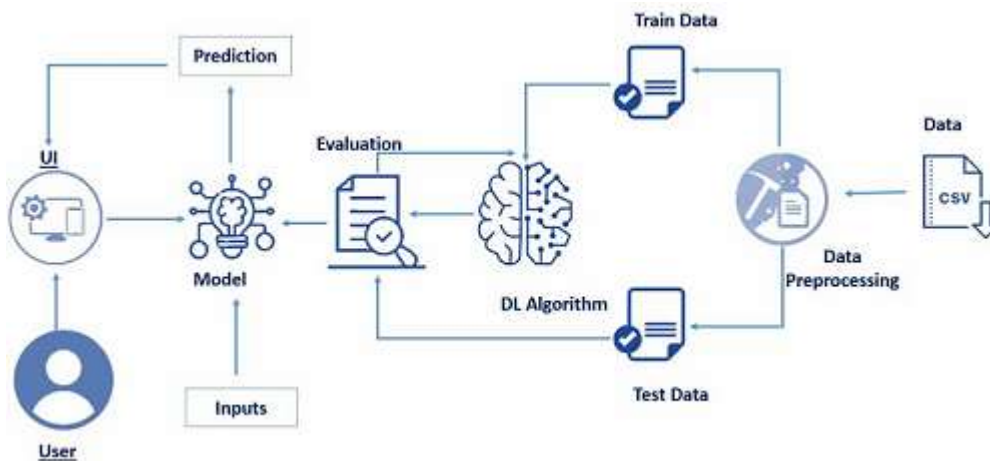 Train Data
Prediction
Evaluation
Data
UI
CSV
Model
Data
Preprocessing
DL Algorithm
Inputs
Test Data
User